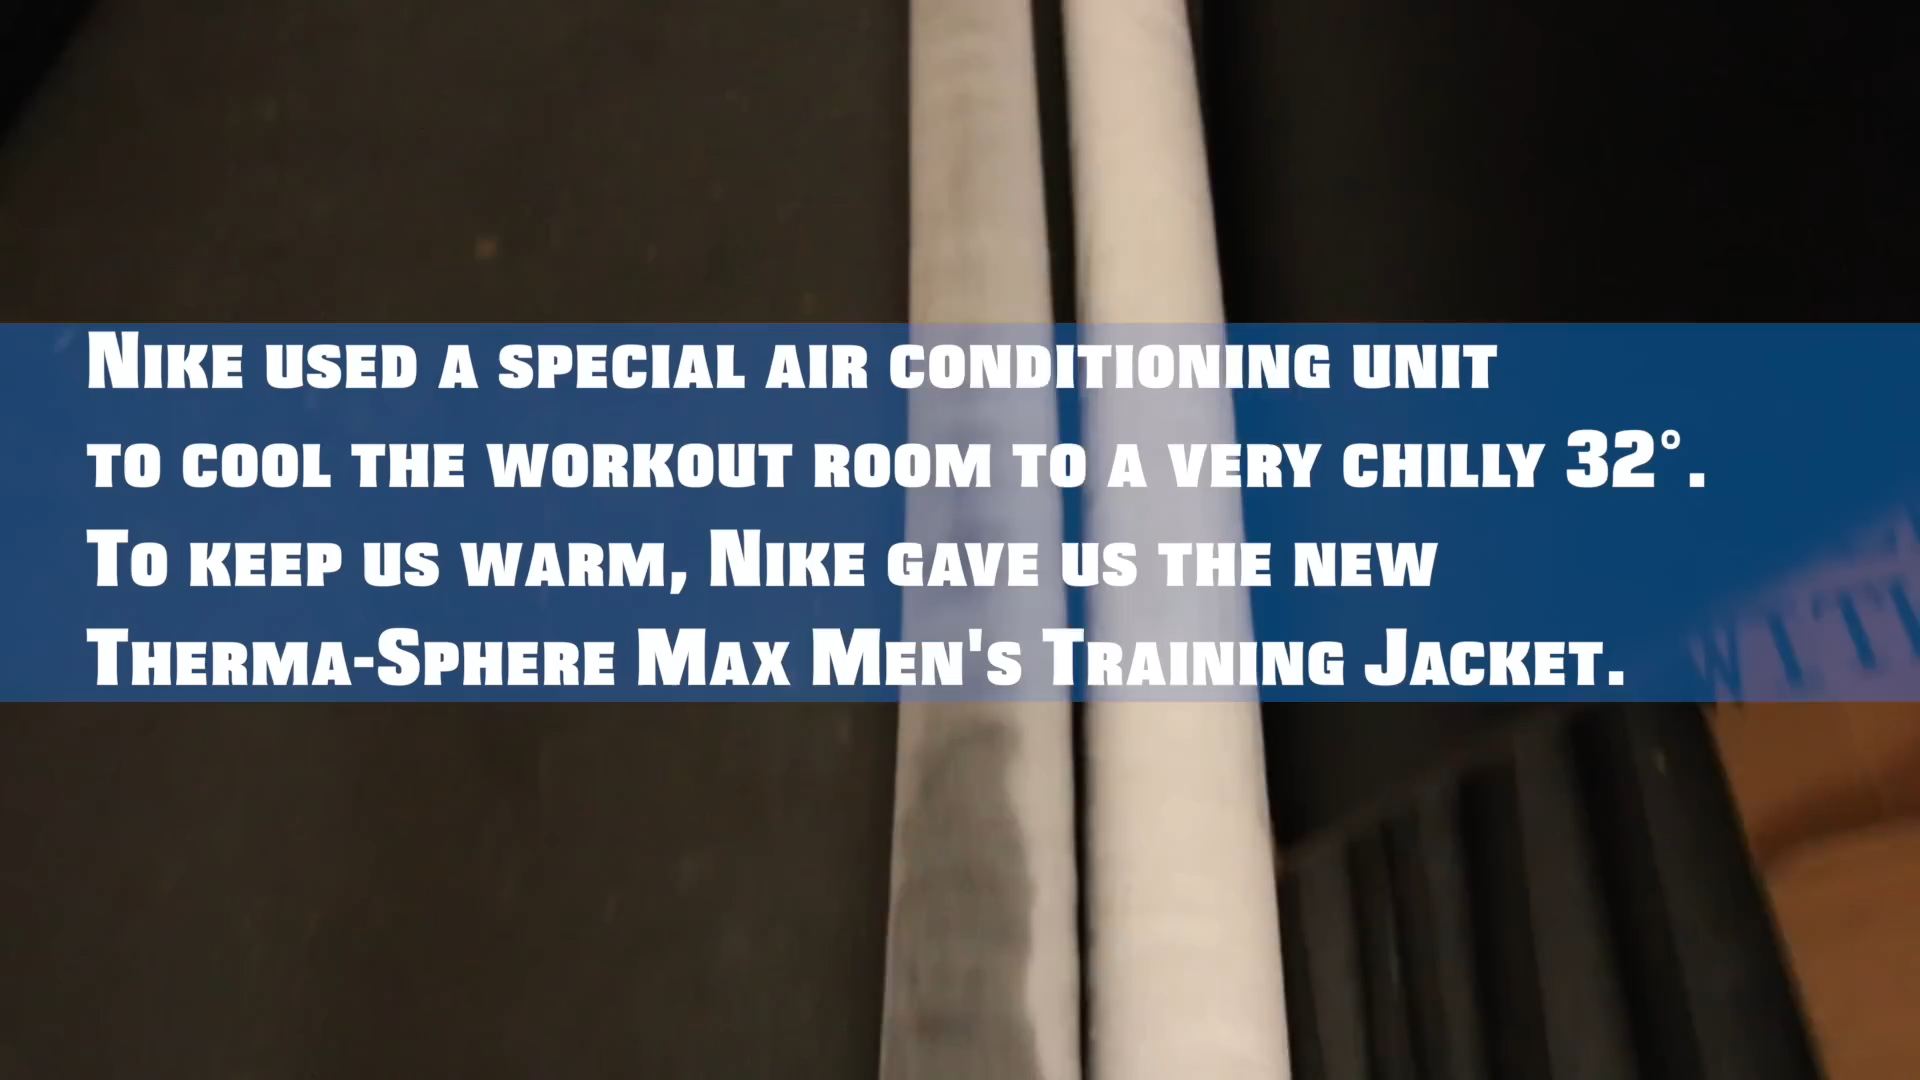 Nike used a special air conditioning unit
to cool the workout room to a very chilly 32°.
To keep us warm, Nike gave us the new
Therma-Sphere Max Men's Training Jacket.
WITH